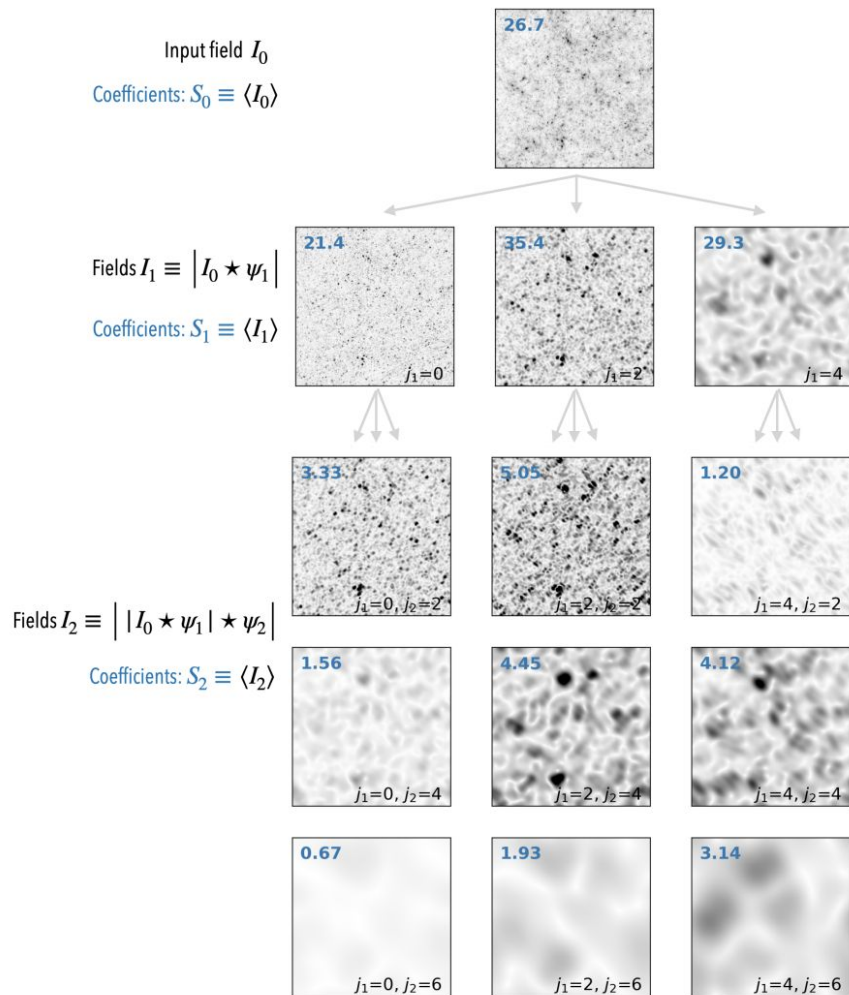 Input field I₀
26.7
Coefficients: S₀ ≡ ⟨I₀⟩
Fields I₁ ≡ |I₀ ⋆ ψ₁|
Coefficients: S₁ ≡ ⟨I₁⟩
21.4
j₁=0
35.4
j₁=2
29.3
j₁=4
3.33
j₁=0, j₂=2
5.05
j₁=2, j₂=2
1.20
j₁=4, j₂=2
Fields I₂ ≡ | |I₀ ⋆ ψ₁| ⋆ ψ₂|
Coefficients: S₂ ≡ ⟨I₂⟩
1.56
j₁=0, j₂=4
4.45
j₁=2, j₂=4
4.12
j₁=4, j₂=4
0.67
j₁=0, j₂=6
1.93
j₁=2, j₂=6
3.14
j₁=4, j₂=6